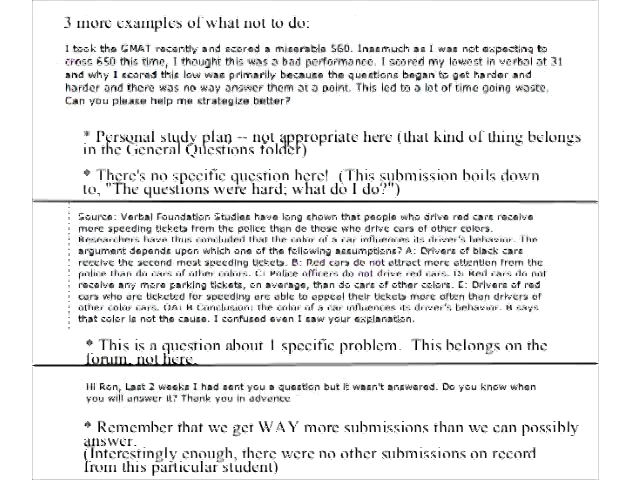 3 more examples of what not to do:
I took the GMAT recently and scored a miserable 560. Inasmuch as I was not expecting to
cross 650 this time, I thought this was a bad performance. I scored my lowest in verbal at 31
and why I scored this low was primarily because the questions began to get harder and
harder and there was no way answer them at a point. This led to a lot of time going waste.
Can you please help me strategize better?
* Personal study plan -- not appropriate here (that kind of thing belongs
in the General Questions folder)
* There's no specific question here!  (This submission boils down
to, "The questions were hard; what do I do?")
Source: Verbal Foundation Studies have long shown that people who drive red cars receive
more speeding tickets from the police than do those who drive cars of other colors.
Researchers have thus concluded that the color of a car influences its driver's behavior. The
argument depends upon which one of the following assumptions? A: Drivers of black cars
receive the second most speeding tickets. B: Red cars do not attract more attention from the
police than do cars of other colors. C: Police officers do not drive red cars. D: Red cars do not
receive any more parking tickets, on average, than do cars of other colors. E: Drivers of red
cars who are ticketed for speeding are able to appeal their tickets more often than drivers of
other color cars. OA: B Conclusion: the color of a car influences its driver's behavior. B says
that color is not the cause. I confused even I saw your explanation.
* This is a question about 1 specific problem.  This belongs on the
forum, not here.
Hi Ron, Last 2 weeks I had sent you a question but it wasn't answered. Do you know when
you will answer it? Thank you in advance
* Remember that we get WAY more submissions than we can possibly
answer.
(Interestingly enough, there were no other submissions on record
from this particular student)